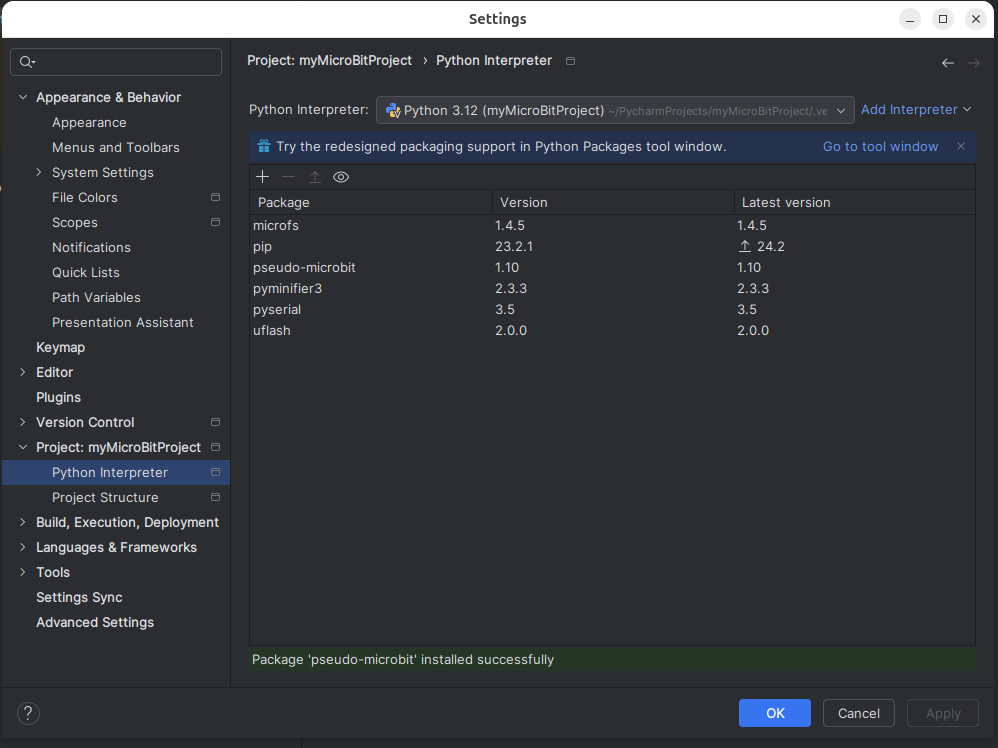 Settings
Project: myMicroBitProject › Python Interpreter
Python Interpreter: Python 3.12 (myMicroBitProject) ~/PycharmProjects/myMicroBitProject/.ve Add Interpreter
Try the redesigned packaging support in Python Packages tool window. Go to tool window
Appearance & Behavior
Appearance
Menus and Toolbars
System Settings
File Colors
Scopes
Notifications
Quick Lists
Path Variables
Presentation Assistant
Keymap
Editor
Plugins
Version Control
Project: myMicroBitProject
Python Interpreter
Project Structure
Build, Execution, Deployment
Languages & Frameworks
Tools
Settings Sync
Advanced Settings
Package Version Latest version
microfs 1.4.5 1.4.5
pip 23.2.1 24.2
pseudo-microbit 1.10 1.10
pyminifier3 2.3.3 2.3.3
pyserial 3.5 3.5
uflash 2.0.0 2.0.0
Package 'pseudo-microbit' installed successfully
? OK Cancel Apply